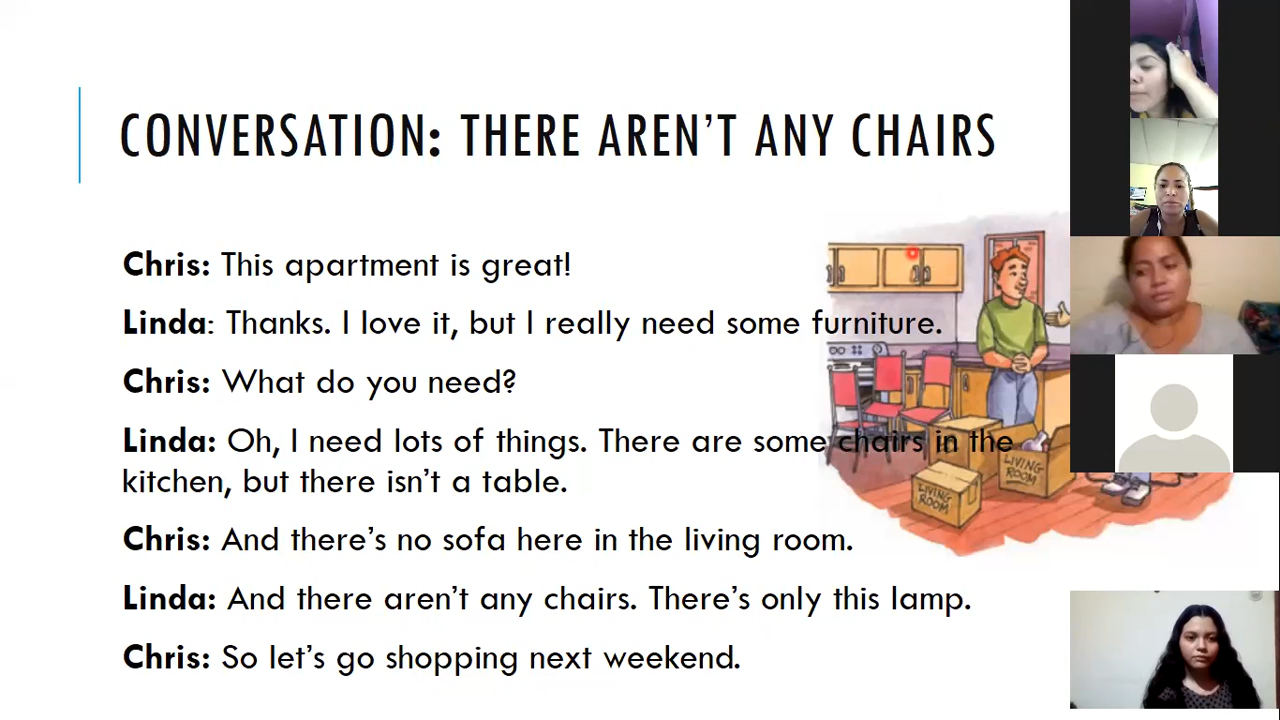 CONVERSATION: THERE AREN'T ANY CHAIRS
Chris: This apartment is great!
Linda: Thanks. I love it, but I really need some furniture.
Chris: What do you need?
Linda: Oh, I need lots of things. There are some chairs in the
kitchen, but there isn't a table.
Chris: And there's no sofa here in the living room.
Linda: And there aren't any chairs. There's only this lamp.
Chris: So let's go shopping next weekend.
LIVING
ROOM
LIVING
ROOM